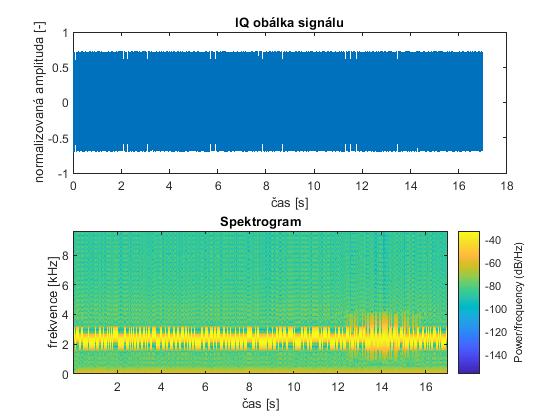 IQ obálka signálu
normalizovaná amplituda [-]
1
0.5
0
-0.5
-1
0 2 4 6 8 10 12 14 16 18
čas [s]
Spektrogram
frekvence [kHz]
8
6
4
2
0
2 4 6 8 10 12 14 16
čas [s]
-40
-60
-80
-100
-120
-140
Power/frequency (dB/Hz)